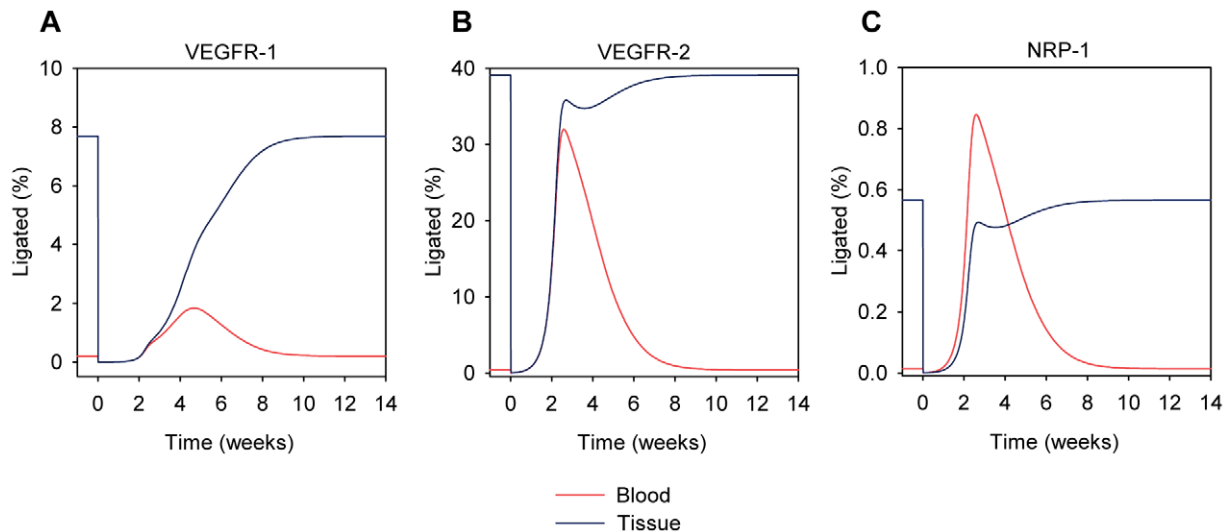 A
VEGFR-1
Ligated (%)
10
8
6
4
2
0
0 2 4 6 8 10 12 14
Time (weeks)
B
VEGFR-2
Ligated (%)
40
30
20
10
0
0 2 4 6 8 10 12 14
Time (weeks)
C
NRP-1
Ligated (%)
1.0
0.8
0.6
0.4
0.2
0.0
0 2 4 6 8 10 12 14
Time (weeks)
Blood
Tissue